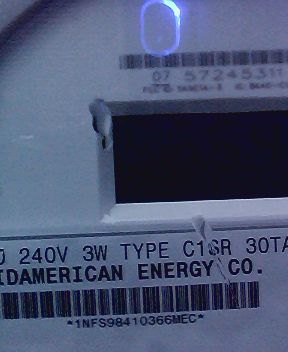 07 57245311
240V 3W TYPE C1SR 30TA
IDAMERICAN ENERGY CO.
*1NFS98410366MEC*